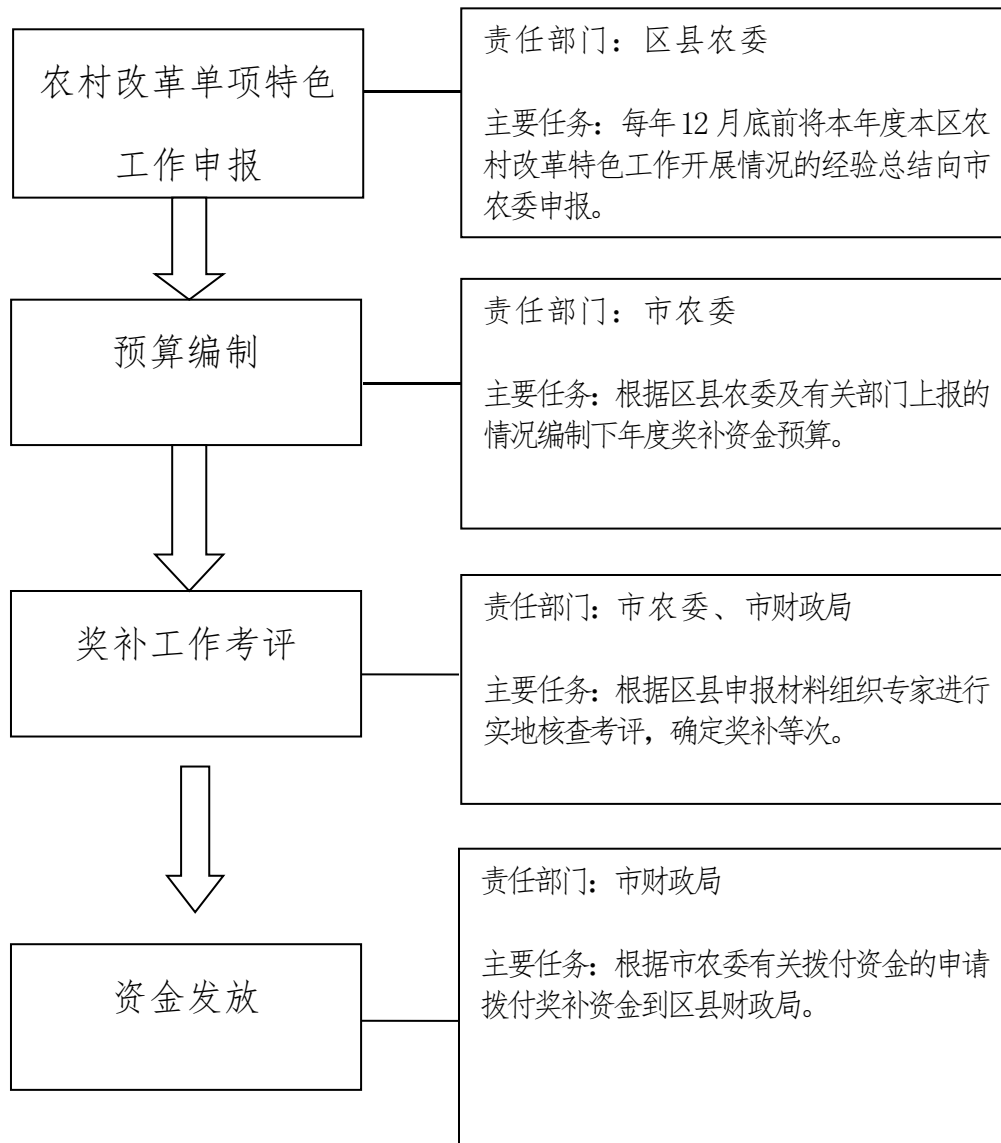 农村改革单项特色
工作申报
责任部门：区县农委
主要任务：每年12月底前将本年度本区农
村改革特色工作开展情况的经验总结向市
农委申报。
预算编制
责任部门：市农委
主要任务：根据区县农委及有关部门上报的
情况编制下年度奖补资金预算。
奖补工作考评
责任部门：市农委、市财政局
主要任务：根据区县申报材料组织专家进行
实地核查考评，确定奖补等次。
资金发放
责任部门：市财政局
主要任务：根据市农委有关拨付资金的申请
拨付奖补资金到区县财政局。